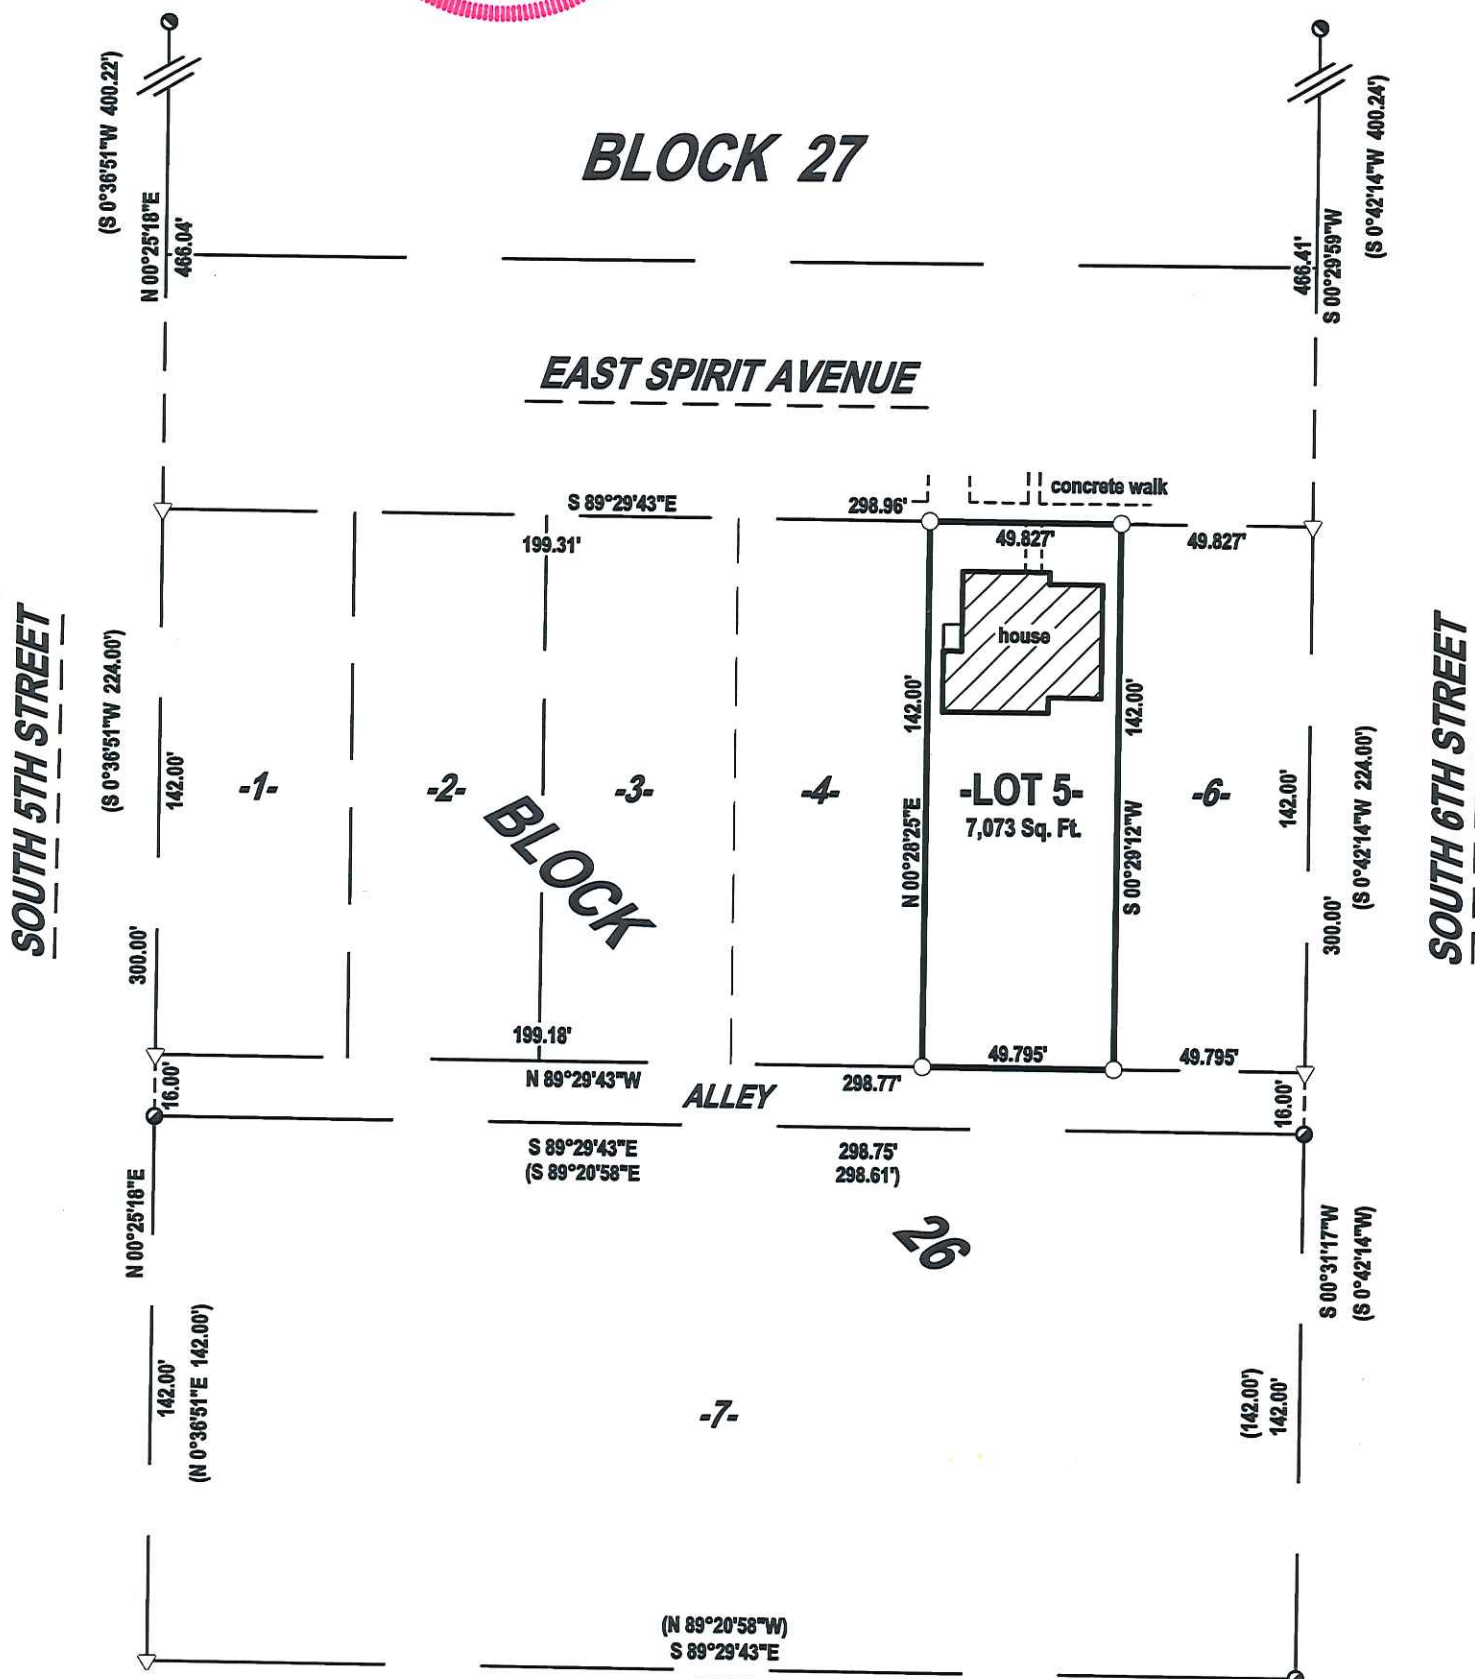 (S 0°36'51"W 400.22')
(S 0°42'14"W 400.24')
BLOCK 27
N 00°25'18"E
466.04'
466.41'
S 00°29'59"W
EAST SPIRIT AVENUE
concrete walk
S 89°29'43"E
298.96'
199.31'
49.827'
49.827'
house
SOUTH 5TH STREET
(S 0°36'51"W 224.00')
142.00'
300.00'
-1-
-2-
-3-
-4-
142.00'
N 00°28'25"E
-LOT 5-
7,073 Sq. Ft.
142.00'
S 00°29'12"W
-6-
142.00'
300.00'
(S 0°42'14"W 224.00')
SOUTH 6TH STREET
BLOCK
199.18'
N 89°29'43"W
49.795'
49.795'
298.77'
ALLEY
16.00'
16.00'
S 89°29'43"E
298.75'
(S 89°20'58"E
298.61')
N 00°25'18"E
26
S 00°31'17"W
(S 0°42'14"W)
142.00'
(N 0°36'51"E 142.00')
-7-
(142.00')
142.00'
(N 89°20'58"W)
S 89°29'43"E